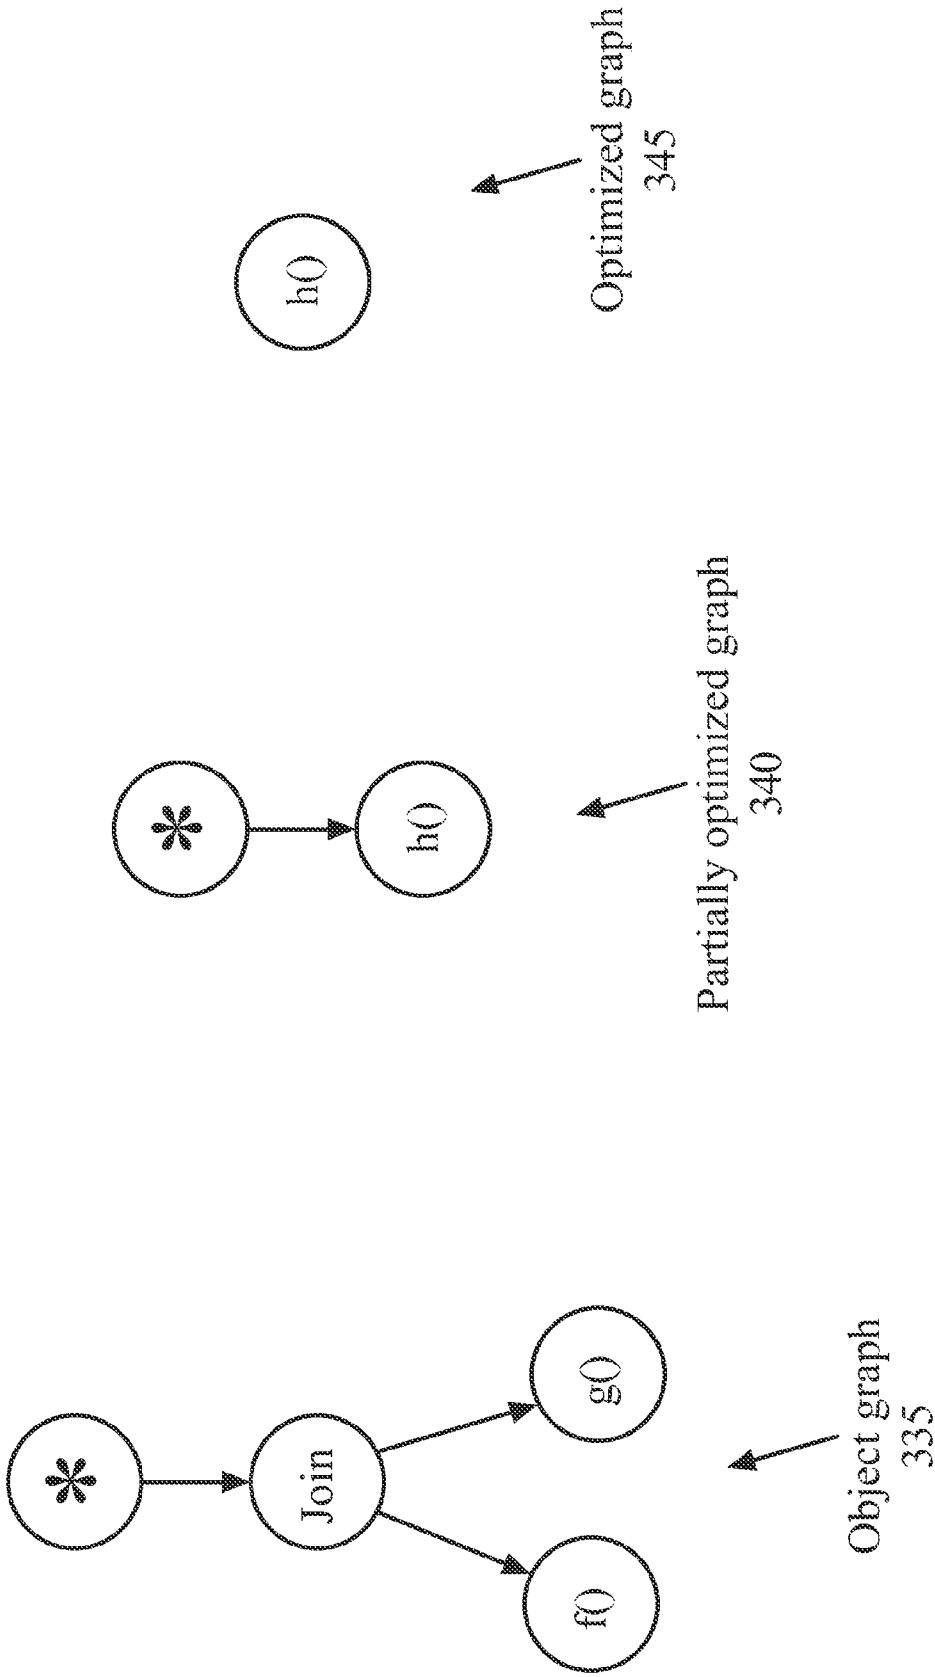 *
Join
f()
g()
Object graph
335
*
h()
Partially optimized graph
340
h()
Optimized graph
345